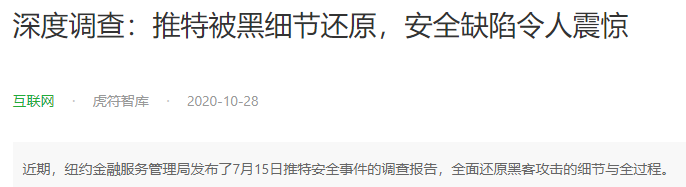 深度调查：推特被黑细节还原，安全缺陷令人震惊
互联网 · 虎符智库 · 2020-10-28
近期，纽约金融服务管理局发布了7月15日推特安全事件的调查报告，全面还原黑客攻击的细节与全过程。